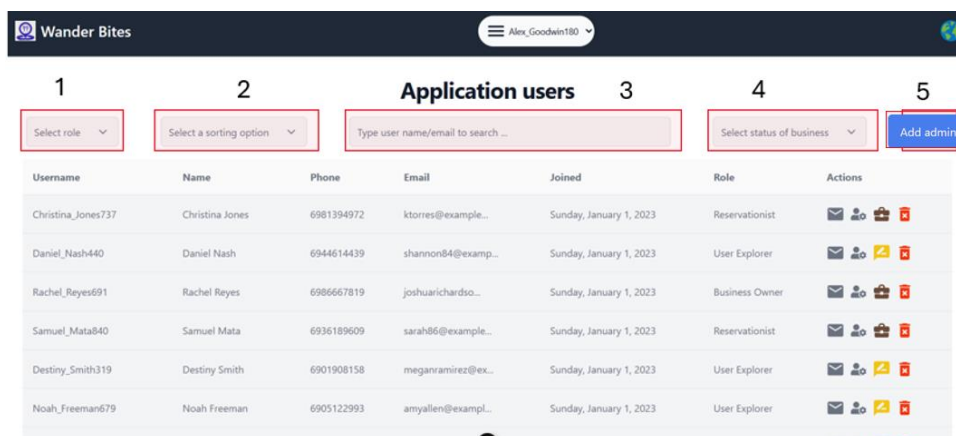 Wander Bites
Alex_Goodwin180
1 2 Application users 3 4 5
Select role Select a sorting option Type user name/email to search ... Select status of business Add admin
Username Name Phone Email Joined Role Actions
Christina_Jones737 Christina Jones 6981394972 ktorres@example... Sunday, January 1, 2023 Reservationist
Daniel_Nash440 Daniel Nash 6944614439 shannon84@examp... Sunday, January 1, 2023 User Explorer
Rachel_Reyes691 Rachel Reyes 6986667819 joshuarichardso... Sunday, January 1, 2023 Business Owner
Samuel_Mata840 Samuel Mata 6936189609 sarah86@example... Sunday, January 1, 2023 Reservationist
Destiny_Smith319 Destiny Smith 6901908158 meganramirez@ex... Sunday, January 1, 2023 User Explorer
Noah_Freeman679 Noah Freeman 6905122993 amyallen@exampl... Sunday, January 1, 2023 User Explorer